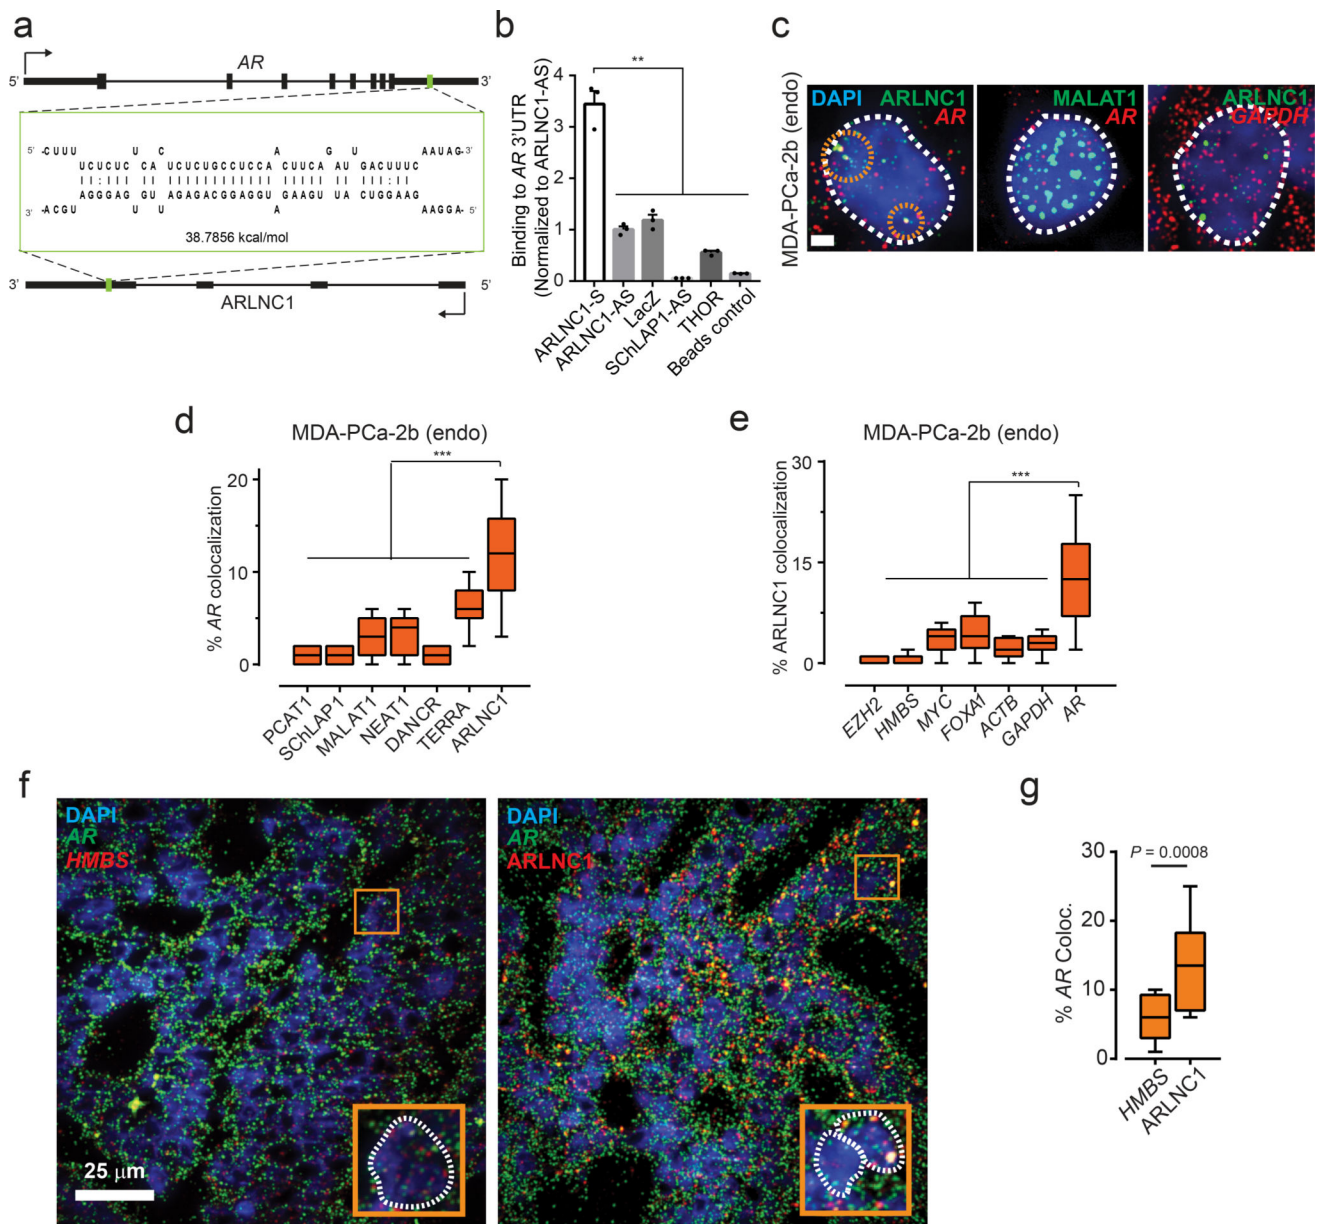 a
AR
5' 3'
5' -CUUU U C A G U AAUAG- 3'
UCUCUC CA UCUCUGCCUCCA CUUCA AU GACUUUC
AGGGAG GU AGAGACGGAGGU GAAGU UA CUGGAAG
3' -ACGU U U A A C AAGGA- 5'
38.7856 kcal/mol
3' 5'
ARLNC1
b
Binding to AR 3'UTR
(Normalized to ARLNC1-AS)
**
4
3
2
1
0
ARLNC1-S
ARLNC1-AS
LacZ
SChLAP1-AS
THOR
Beads control
c
MDA-PCa-2b (endo)
DAPI ARLNC1
AR
MALAT1
AR
ARLNC1
GAPDH
d
MDA-PCa-2b (endo)
***
% AR colocalization
20
10
0
PCAT1
SChLAP1
MALAT1
NEAT1
DANCR
TERRA
ARLNC1
e
MDA-PCa-2b (endo)
***
% ARLNC1 colocalization
30
15
0
EZH2
HMBS
MYC
FOXA1
ACTB
GAPDH
AR
f
DAPI
AR
HMBS
25 µm
DAPI
AR
ARLNC1
g
P = 0.0008
% AR Coloc.
30
20
10
0
HMBS
ARLNC1